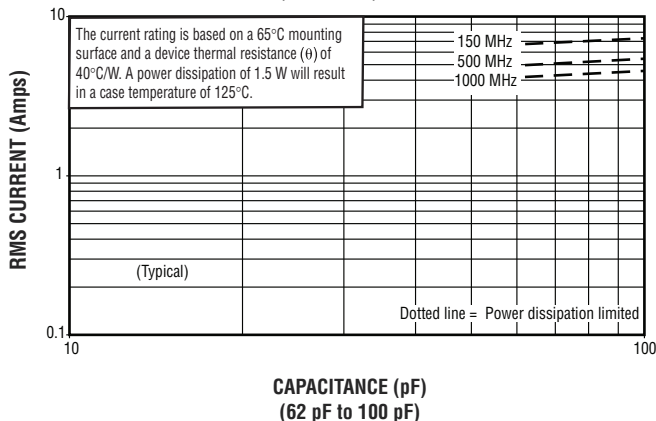 10
The current rating is based on a 65°C mounting
surface and a device thermal resistance (θ) of
40°C/W. A power dissipation of 1.5 W will result
in a case temperature of 125°C.
150 MHz
500 MHz
1000 MHz
RMS CURRENT (Amps)
1
(Typical)
Dotted line = Power dissipation limited
0.1
10
100
CAPACITANCE (pF)
(62 pF to 100 pF)